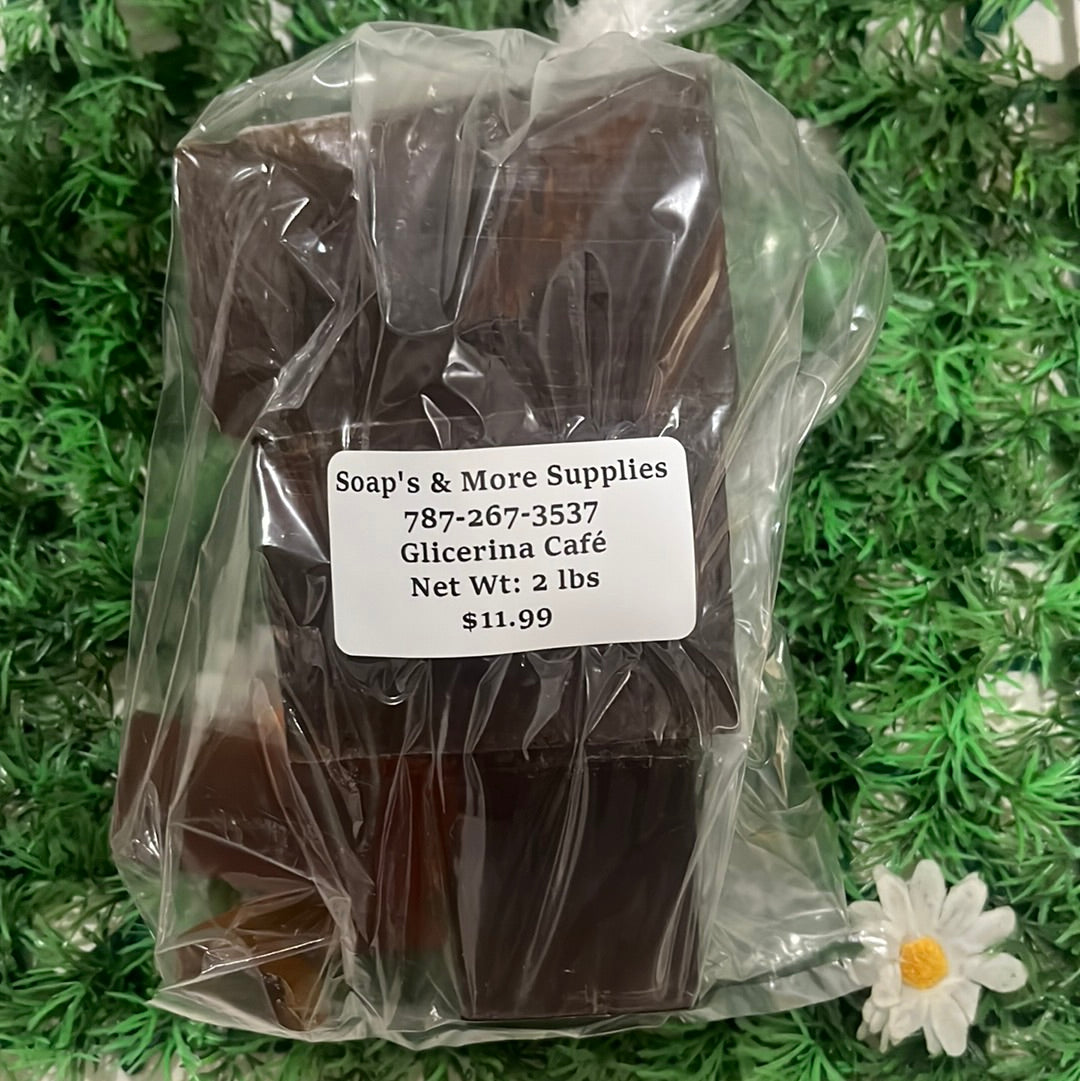 Soap's & More Supplies
787-267-3537
Glicerina Café
Net Wt: 2 lbs
$11.99